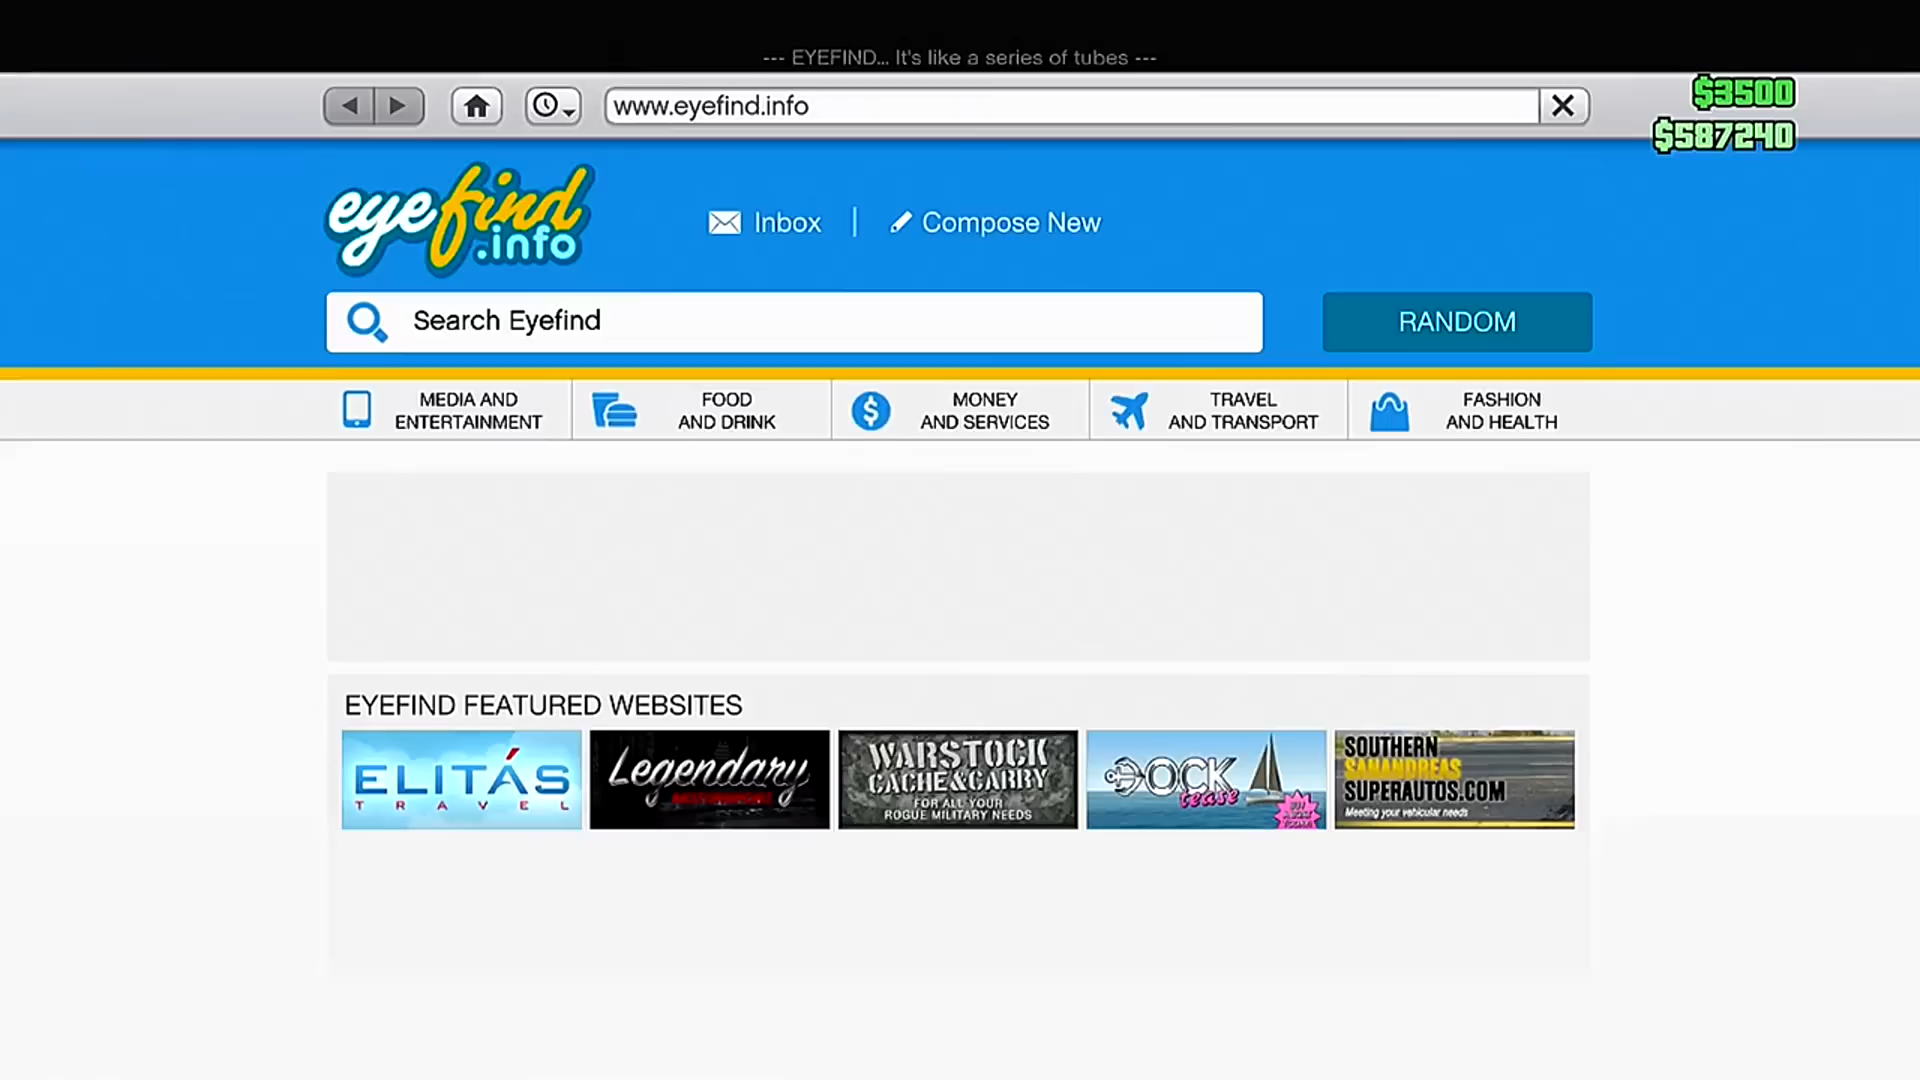 --- EYEFIND... It's like a series of tubes ---
www.eyefind.info
$3500
$587240
eyefind
.info
Inbox
Compose New
Search Eyefind
RANDOM
MEDIA AND
ENTERTAINMENT
FOOD
AND DRINK
MONEY
AND SERVICES
TRAVEL
AND TRANSPORT
FASHION
AND HEALTH
EYEFIND FEATURED WEBSITES
ELITÁS
TRAVEL
Legendary
WARSTOCK
CACHE & CARRY
FOR ALL YOUR
ROGUE MILITARY NEEDS
DOCK
tease
SOUTHERN
SANANDREAS
SUPERAUTOS.COM
Meeting your vehicular needs